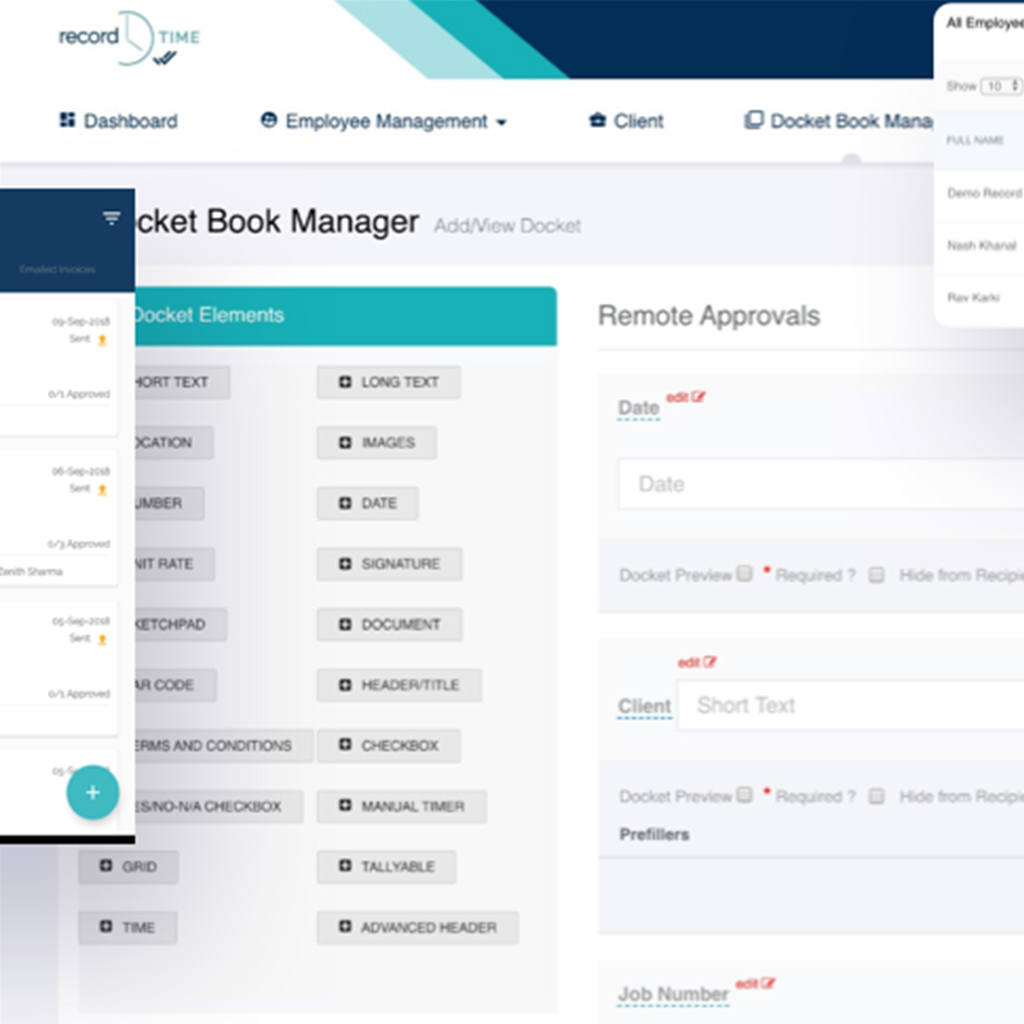 record TIME
All Employee
Show 10
FULL NAME
Demo Record
Nash Khanal
Rav Karki
Dashboard
Employee Management
Client
Docket Book Mana
cket Book Manager Add/View Docket
Emailed Invoices
09-Sep-2018
Sent
0/1 Approved
06-Sep-2018
Sent
0/3 Approved
Zenith Sharma
05-Sep-2018
Sent
0/1 Approved
05-Se
+
Docket Elements
HORT TEXT
LONG TEXT
OCATION
IMAGES
UMBER
DATE
NIT RATE
SIGNATURE
KETCHPAD
DOCUMENT
AR CODE
HEADER/TITLE
ERMS AND CONDITIONS
CHECKBOX
ES/NO-N/A CHECKBOX
MANUAL TIMER
GRID
TALLYABLE
TIME
ADVANCED HEADER
Remote Approvals
Date edit
Date
Docket Preview * Required ? Hide from Recipie
edit
Client Short Text
Docket Preview * Required ? Hide from Recipie
Prefillers
Job Number edit